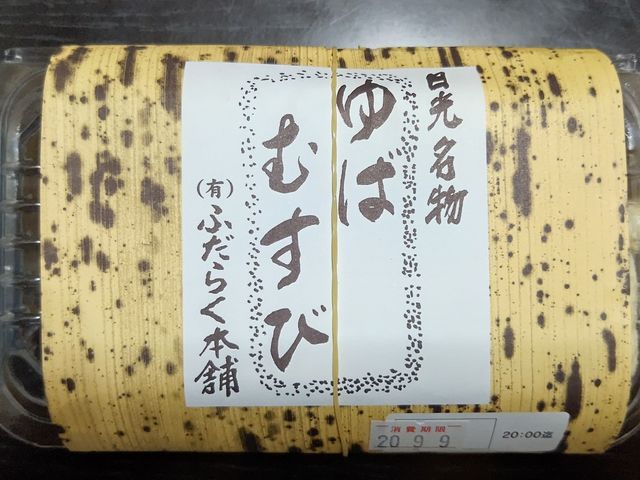 日光名物
ゆば
むすび
(有)ふだらく本舗
消費期限
20 9 9
20:00迄